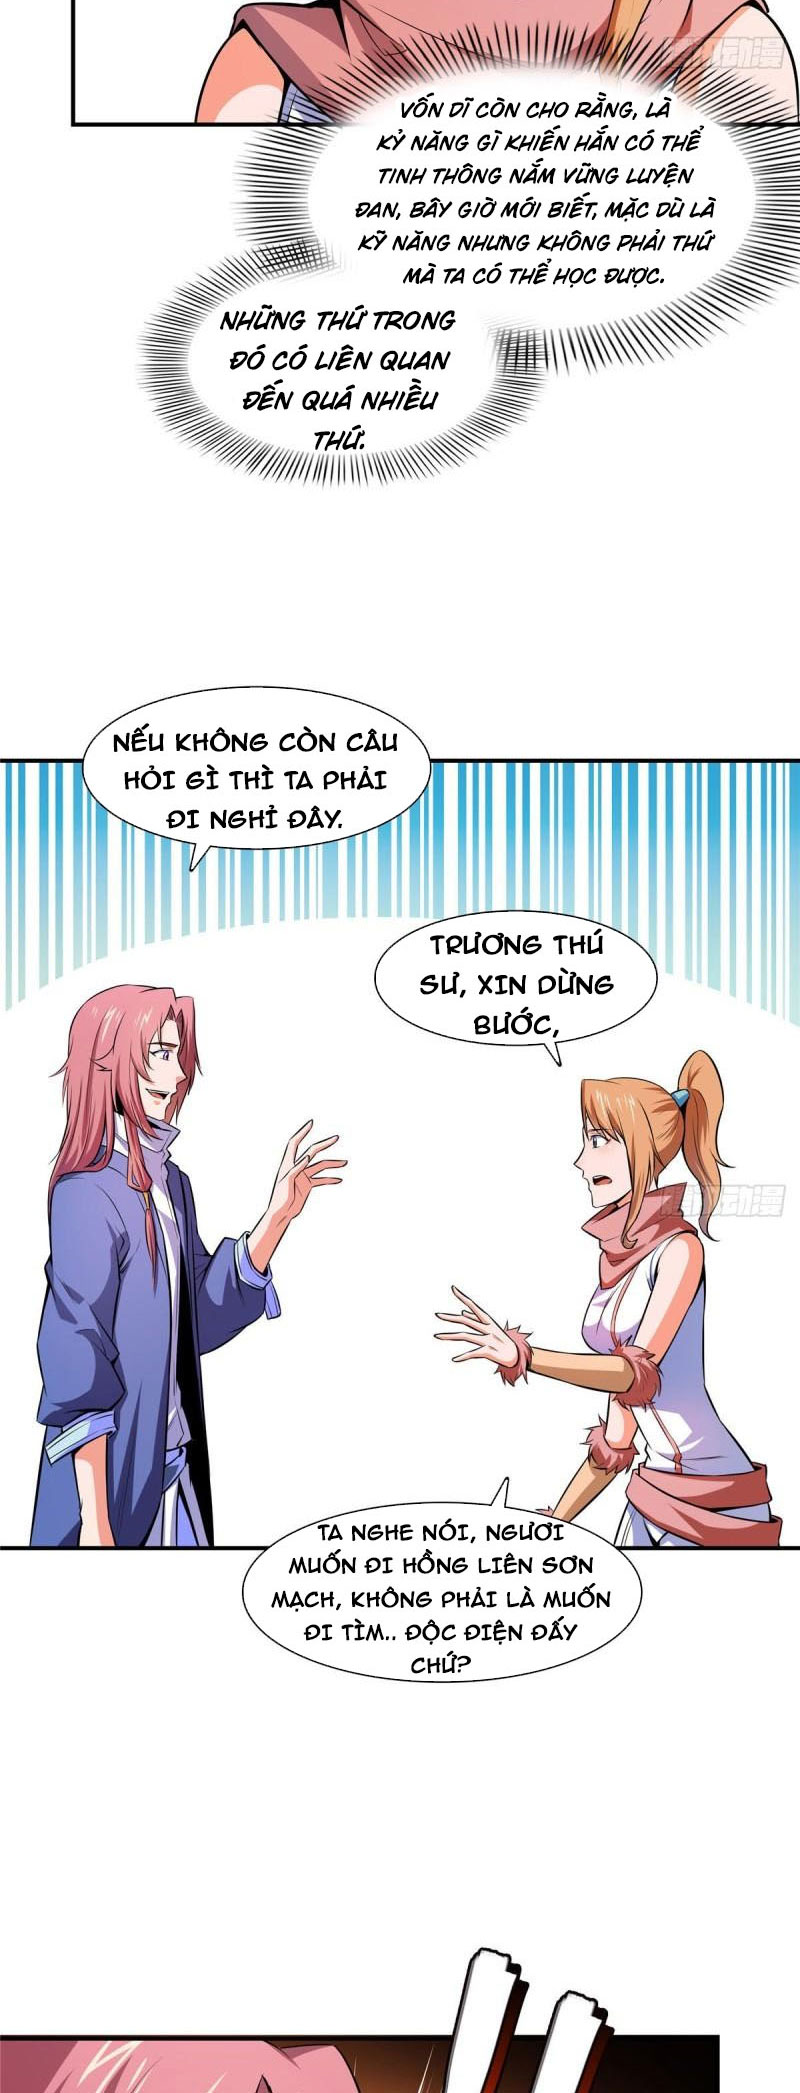 VỐN DĨ CÒN CHO RẰNG, LÀ
KỶ NĂNG GÌ KHIẾN HẮN CÓ THỂ
TINH THÔNG NẮM VỮNG LUYỆN
ĐAN, BÂY GIỜ MỚI BIẾT, MẶC DÙ LÀ
KỸ NĂNG NHƯNG KHÔNG PHẢI THỨ
MÀ TA CÓ THỂ HỌC ĐƯỢC.
NHỮNG THỨ TRONG
ĐÓ CÓ LIÊN QUAN
ĐẾN QUÁ NHIỀU
THỨ.
NẾU KHÔNG CÒN CÂU
HỎI GÌ THÌ TA PHẢI
ĐI NGHỈ ĐÂY.
TRƯƠNG THÚ
SƯ, XIN DỪNG
BƯỚC,
TA NGHE NÓI, NGƯƠI
MUỐN ĐI HỒNG LIÊN SƠN
MẠCH, KHÔNG PHẢI LÀ MUỐN
ĐI TÌM.. ĐỘC ĐIỆN ĐẤY
CHỨ?